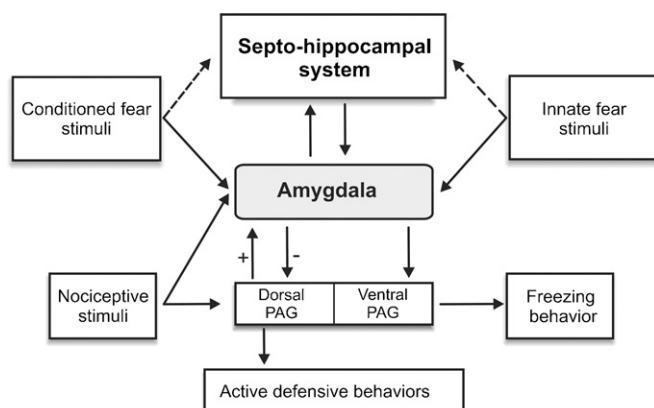 Septo-hippocampal
system
Conditioned fear
stimuli
Innate fear
stimuli
Amygdala
+
-
Nociceptive
stimuli
Dorsal
PAG
Ventral
PAG
Freezing
behavior
Active defensive behaviors